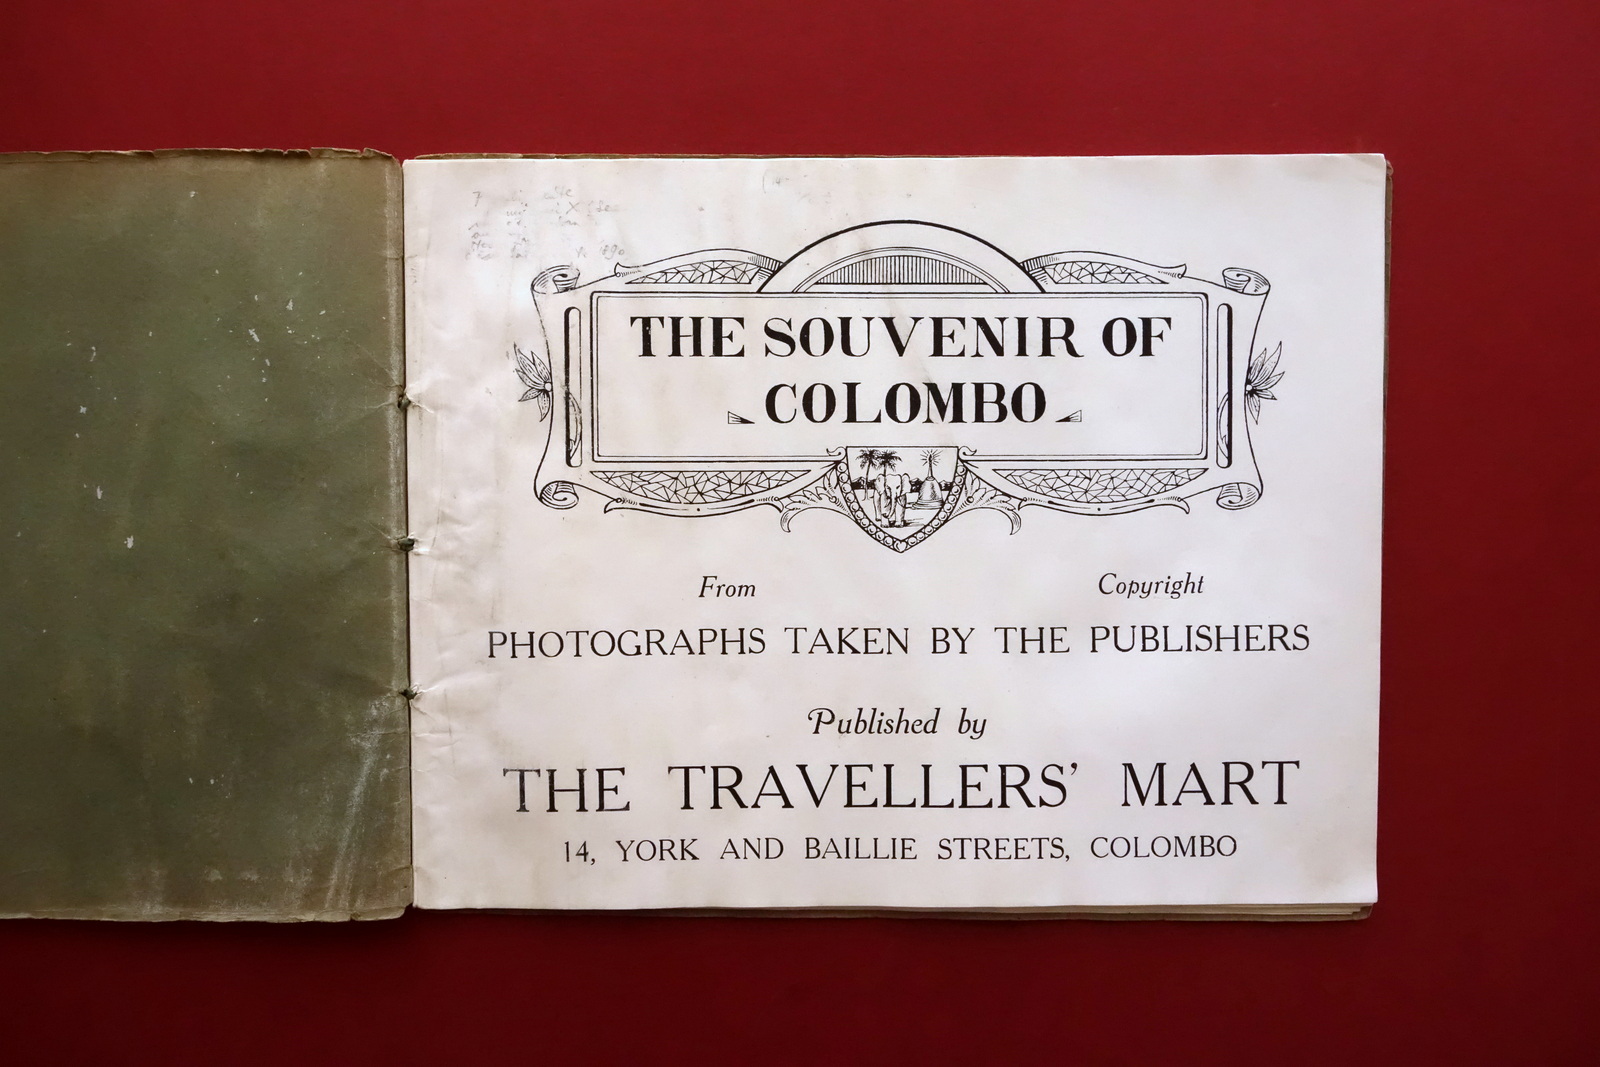 THE SOUVENIR OF
COLOMBO
From Copyright
PHOTOGRAPHS TAKEN BY THE PUBLISHERS
Published by
THE TRAVELLERS' MART
14, YORK AND BAILLIE STREETS, COLOMBO